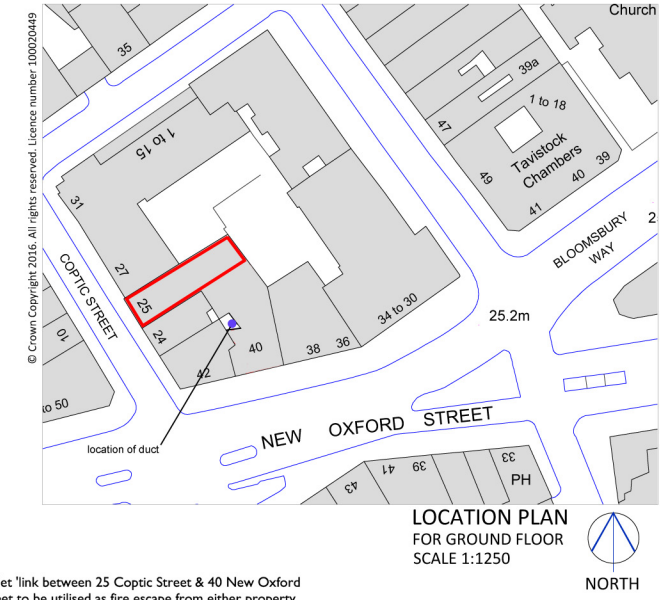 Church
35
39a
1 to 18
47
1 to 15
Tavistock
Chambers
39
40
49
41
31
BLOOMSBURY
WAY
2
COPTIC STREET
27
25
25.2m
34 to 30
24
10
40
38
36
42
to 50
NEW OXFORD STREET
location of duct
33
39
41
43
PH
© Crown Copyright 2016. All rights reserved. Licence number 100020449
LOCATION PLAN
FOR GROUND FLOOR
SCALE 1:1250
NORTH
et 'link between 25 Coptic Street & 40 New Oxford
et to be utilised as fire escape from either property